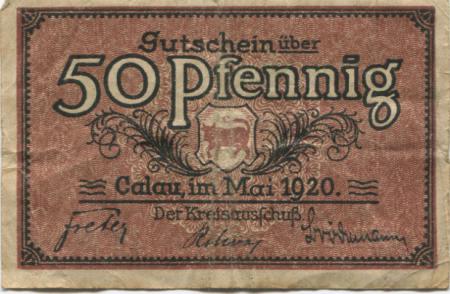 Gutschein über
50 Pfennig
Calau, im Mai 1920.
Der Kreisausschuß.